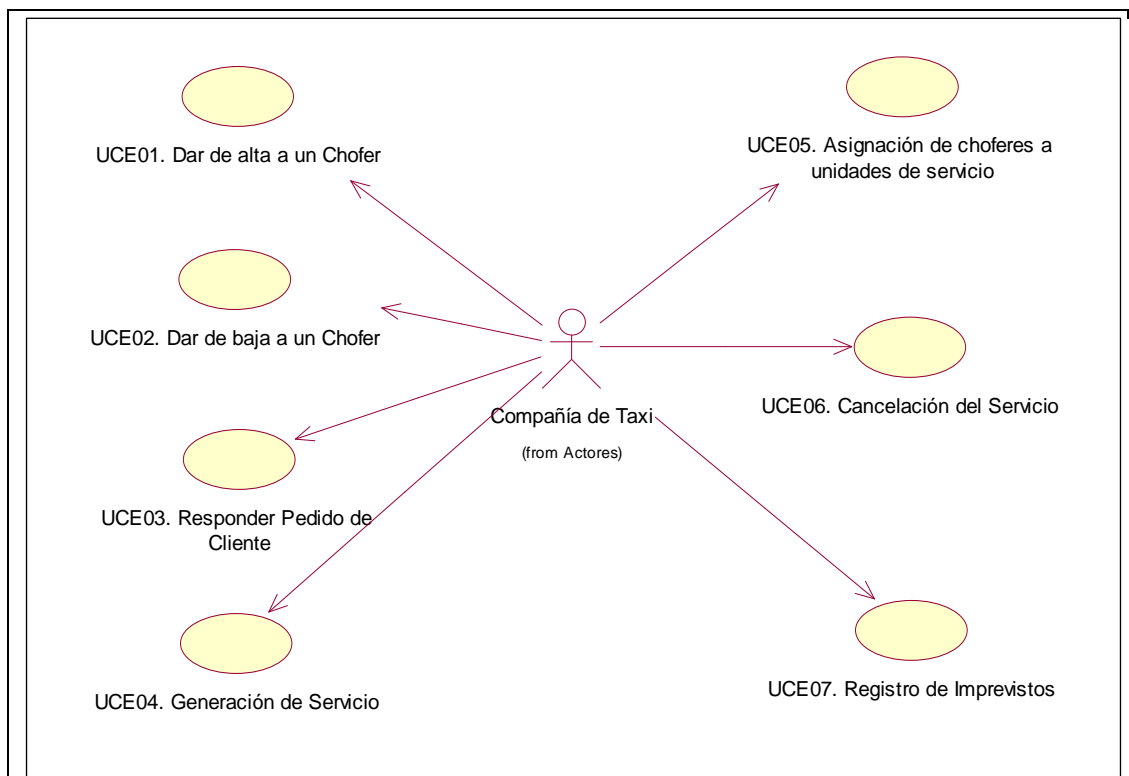 UCE01. Dar de alta a un Chofer
UCE05. Asignación de choferes a
unidades de servicio
UCE02. Dar de baja a un Chofer
UCE06. Cancelación del Servicio
Compañía de Taxi
(from Actores)
UCE03. Responder Pedido de
Cliente
UCE04. Generación de Servicio
UCE07. Registro de Imprevistos